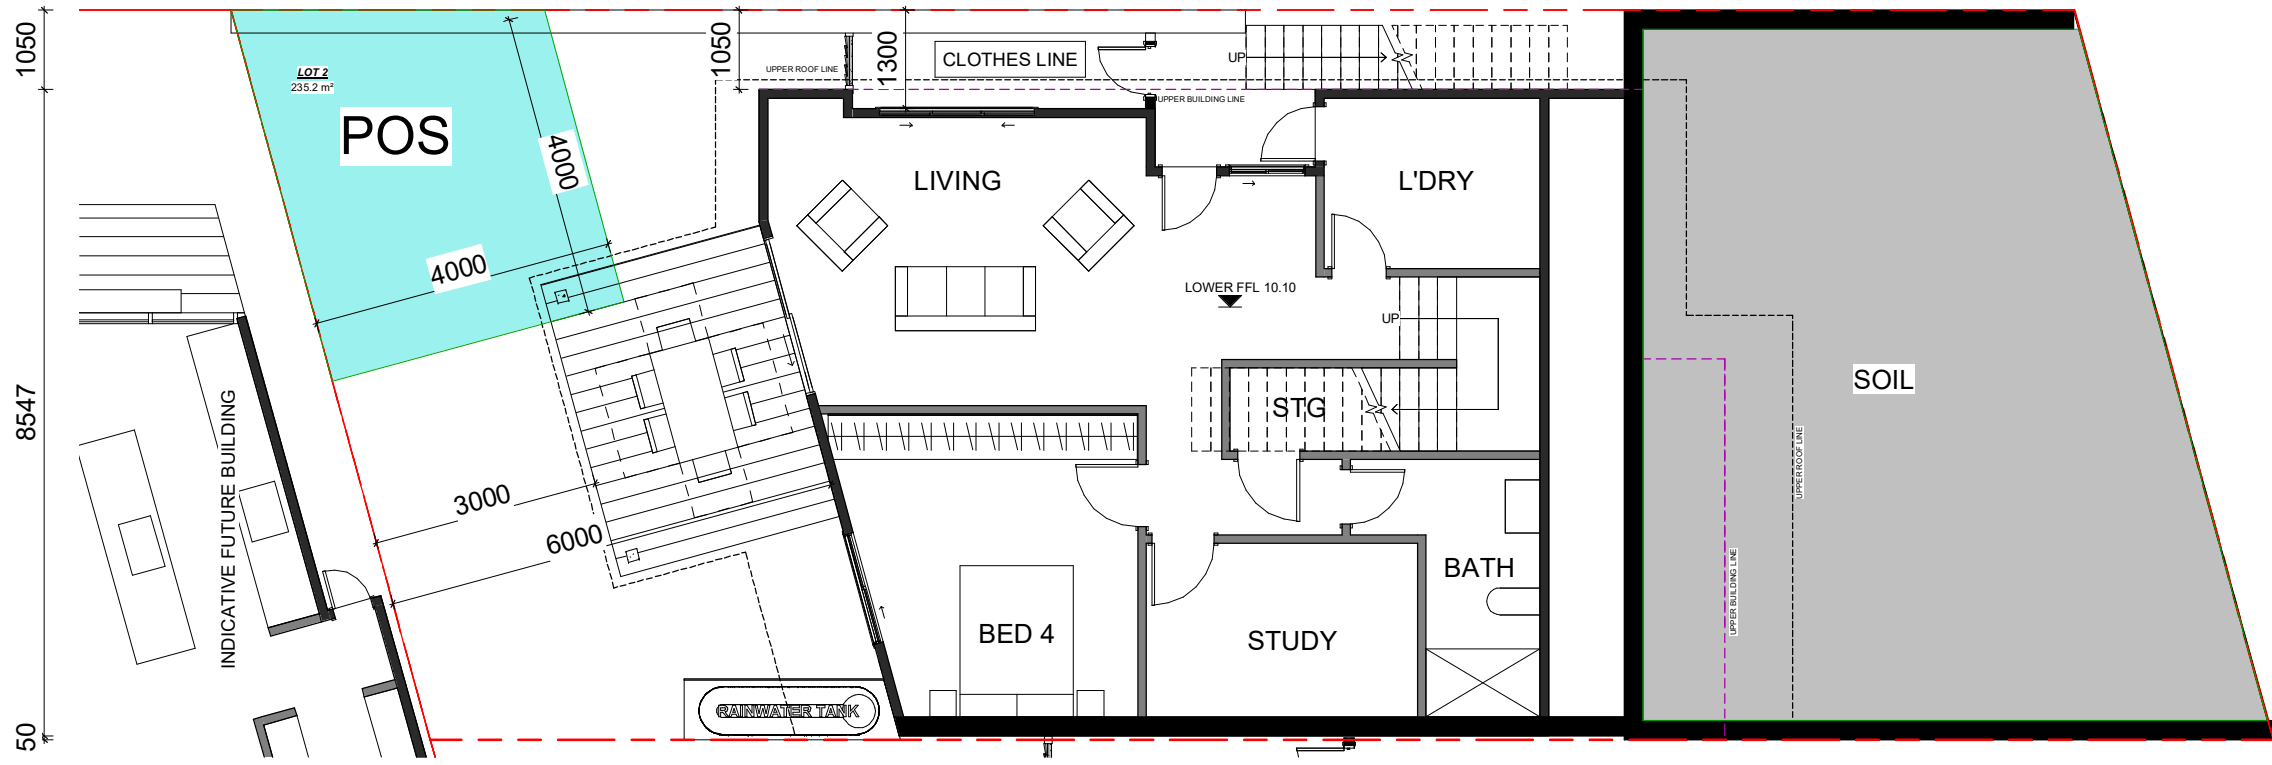 1050
1050
1300
LOT 2
235.2 m²
POS
UPPER ROOF LINE
CLOTHES LINE
UP
UPPER BUILDING LINE
4000
4000
LIVING
L'DRY
LOWER FFL 10.10
UP
STG
SOIL
8547
INDICATIVE FUTURE BUILDING
3000
6000
UPPER ROOF LINE
UPPER BUILDING LINE
BATH
BED 4
STUDY
RAINWATER TANK
50